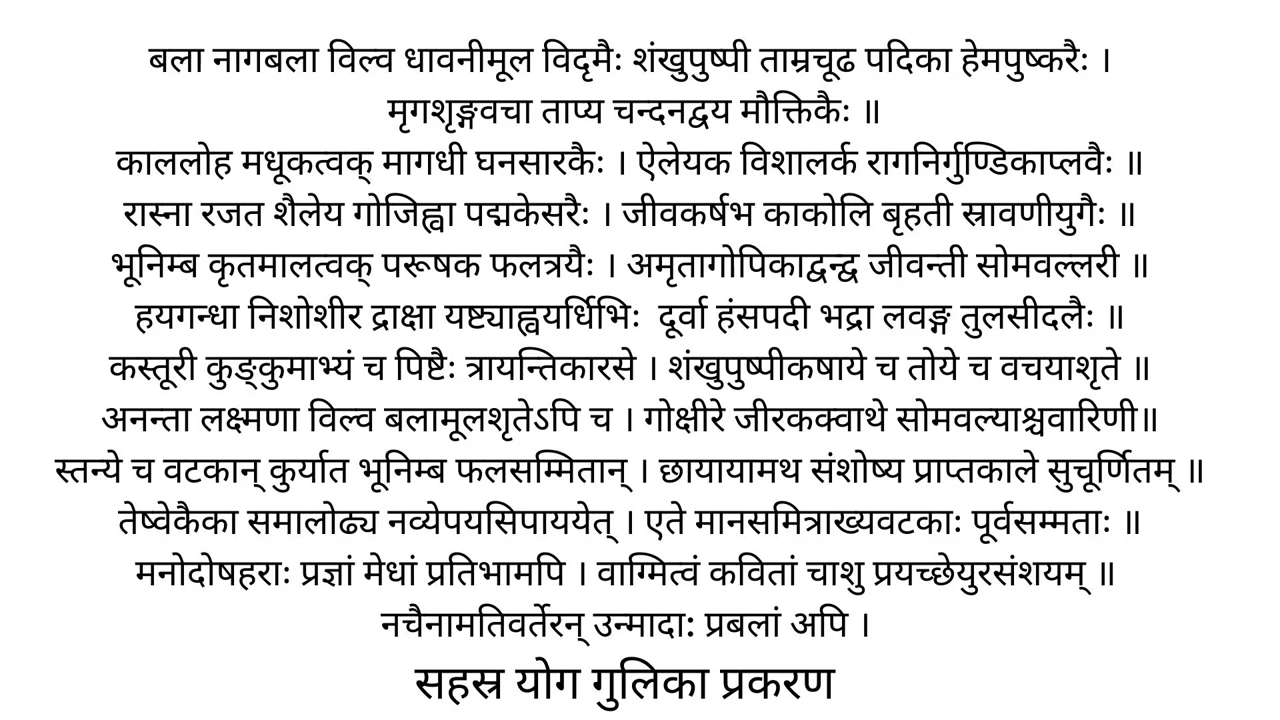 बला नागबला विल्व धावनीमूल विदृमैः शंखुपुष्पी ताम्रचूढ पदिका हेमपुष्करैः ।
मृगशृङ्गवचा ताप्य चन्दनद्वय मौक्तिकैः ॥
काललोह मधूकत्वक् मागधी घनसारकैः । ऐलेयक विशालर्क रागनिर्गुण्डिकाप्लवैः ॥
रास्ना रजत शैलेय गोजिह्वा पद्मकेसरैः । जीवकर्षभ काकोलि बृहती स्रावणीयुगैः ॥
भूनिम्ब कृतमालत्वक् परूषक फलत्रयैः । अमृतागोपिकाद्वन्द्व जीवन्ती सोमवल्लरी ॥
हयगन्धा निशोशीर द्राक्षा यष्ट्याह्वयर्धिभिः दूर्वा हंसपदी भद्रा लवङ्ग तुलसीदलैः ॥
कस्तूरी कुङ्कुमाभ्यं च पिष्टैः त्रायन्तिकारसे । शंखुपुष्पीकषाये च तोये च वचयाशृते ॥
अनन्ता लक्ष्मणा विल्व बलामूलशृतेऽपि च । गोक्षीरे जीरकक्वाथे सोमवल्याश्चवारिणी॥
स्तन्ये च वटकान् कुर्यात भूनिम्ब फलसम्मितान् । छायायामथ संशोष्य प्राप्तकाले सुचूर्णितम् ॥
तेष्वेकैका समालोढ्य नव्येपयसिपाययेत् । एते मानसमित्राख्यवटकाः पूर्वसम्मताः ॥
मनोदोषहराः प्रज्ञां मेधां प्रतिभामपि । वाग्मित्वं कवितां चाशु प्रयच्छेयुरसंशयम् ॥
नचैनामतिवर्तेरन् उन्मादाः प्रबलां अपि ।
सहस्र योग गुलिका प्रकरण